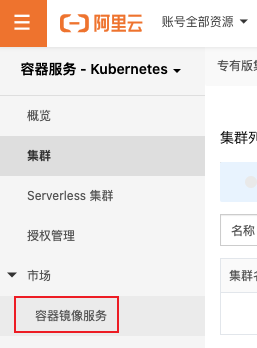 阿里云
账号全部资源
容器服务 - Kubernetes
专有版集
概览
集群
集群列
Serverless 集群
授权管理
名称
市场
集群名
容器镜像服务